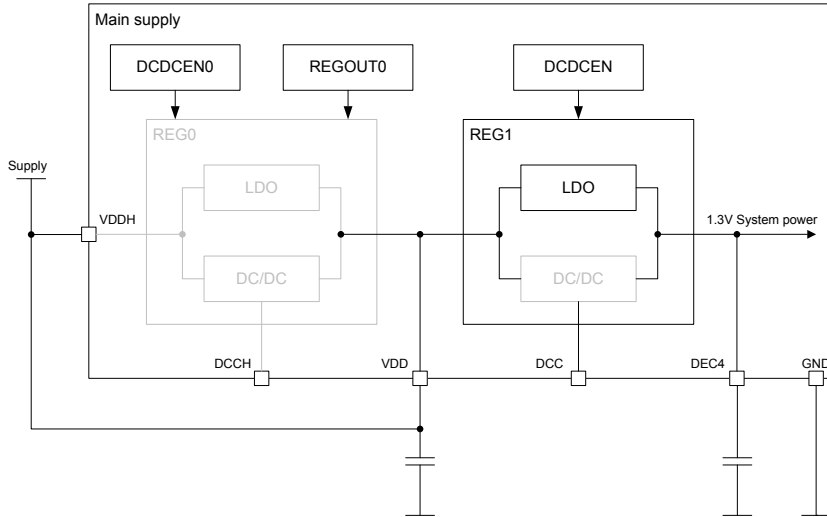 Main supply
DCDCEN0
REGOUT0
DCDCEN
REG0
REG1
Supply
LDO
LDO
VDDH
1.3V System power
DC/DC
DC/DC
DCCH
VDD
DCC
DEC4
GND